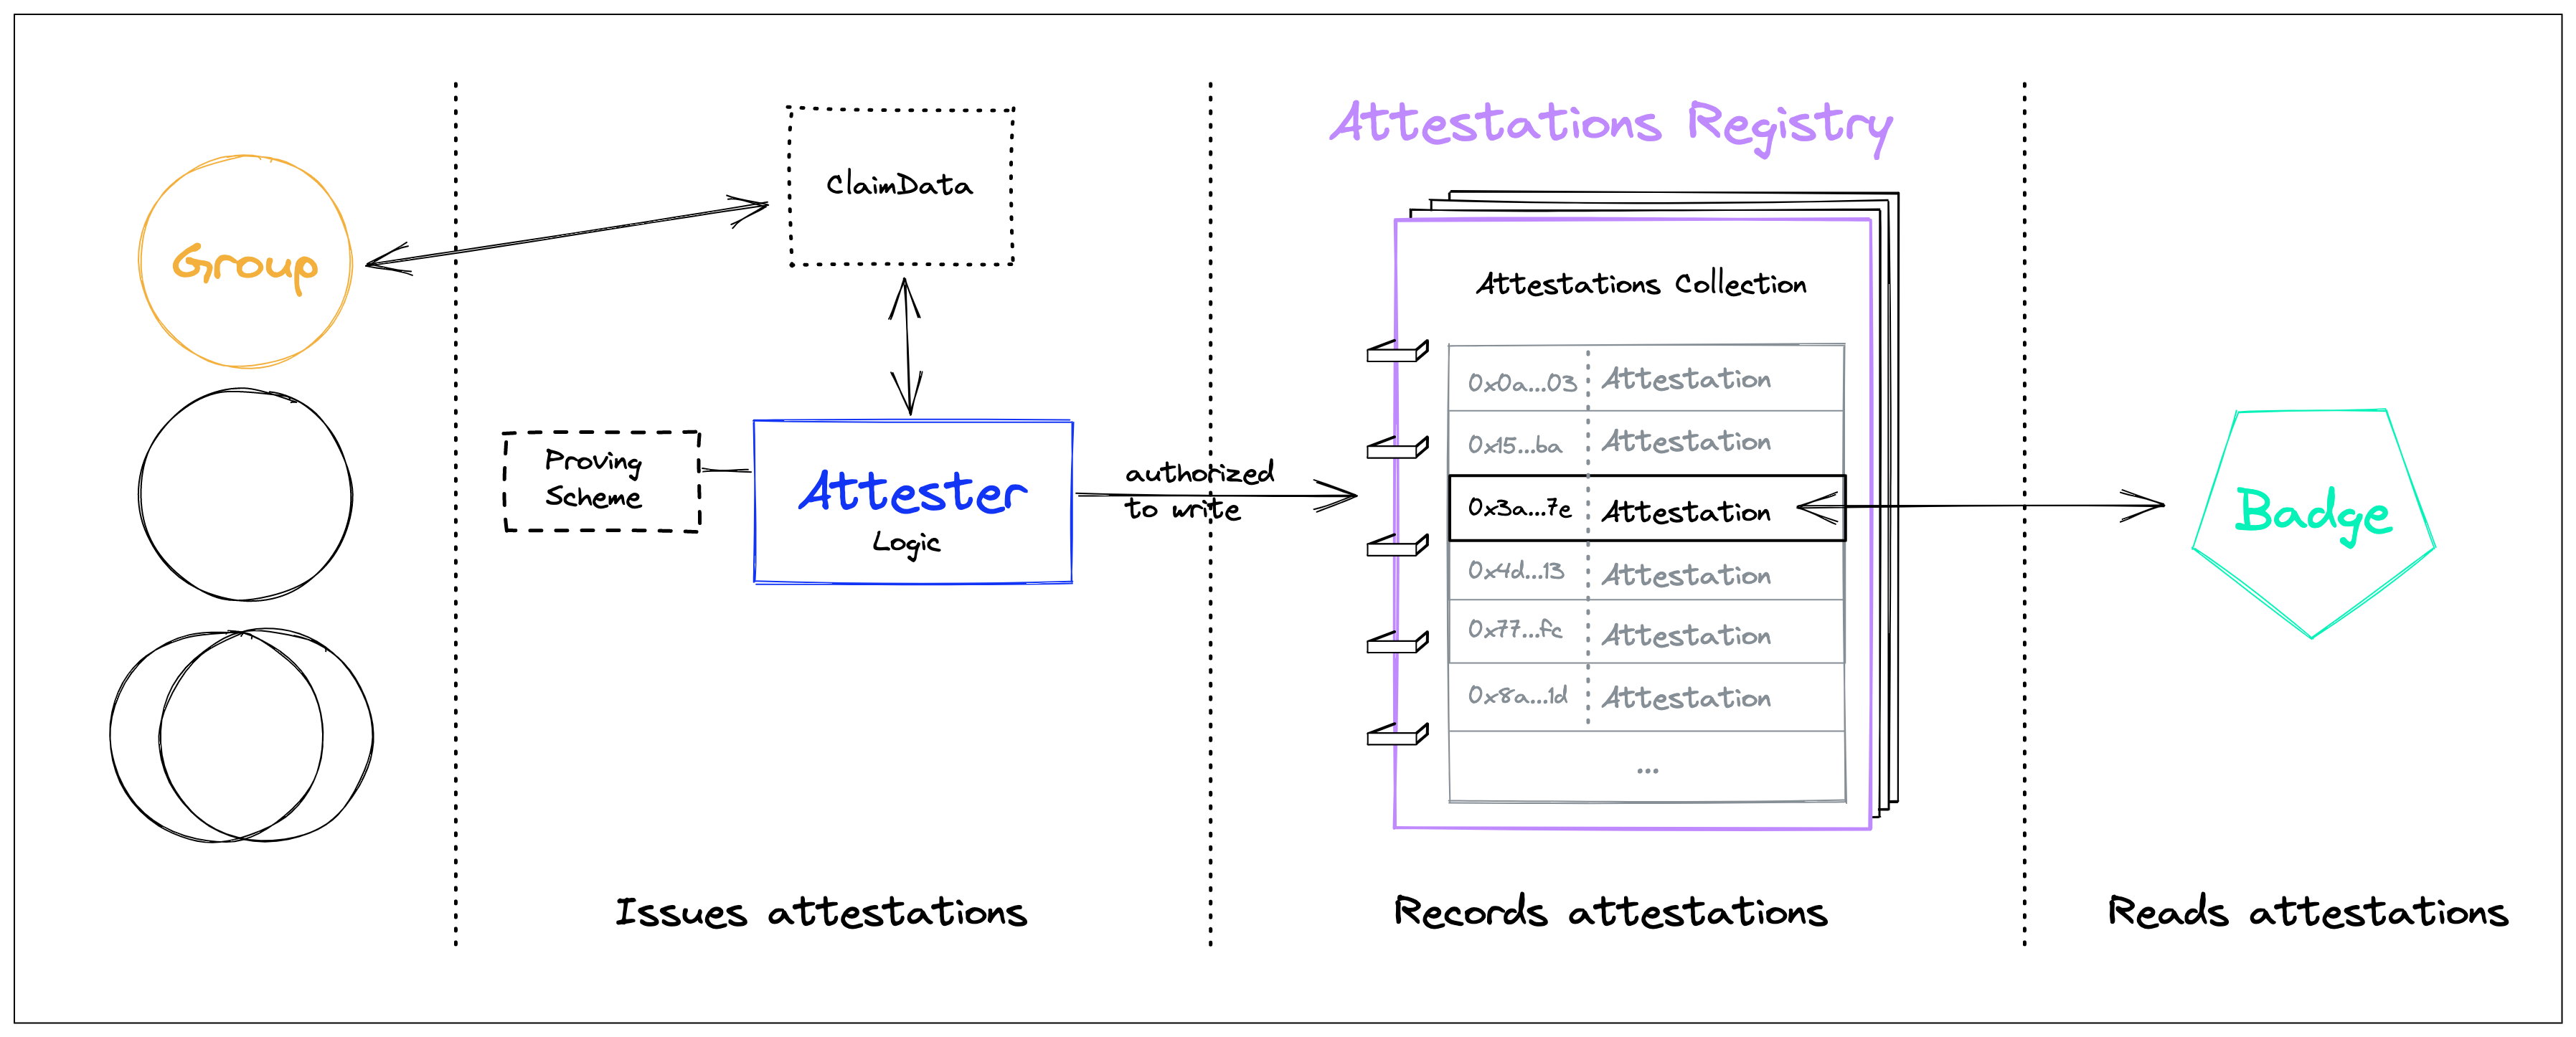 Group
ClaimData
Proving
Scheme
Attester
Logic
authorized
to write
Attestations Registry
Attestations Collection
0x0a...03 Attestation
0x15...ba Attestation
0x3a...7e Attestation
0x4d...13 Attestation
0x77...fc Attestation
0x8a...1d Attestation
...
Badge
Issues attestations
Records attestations
Reads attestations